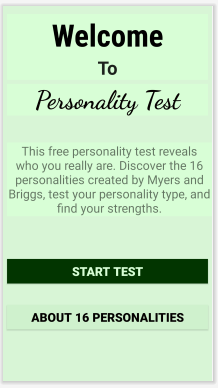 Welcome
To
Personality Test
This free personality test reveals
who you really are. Discover the 16
personalities created by Myers and
Briggs, test your personality type, and
find your strengths.
START TEST
ABOUT 16 PERSONALITIES